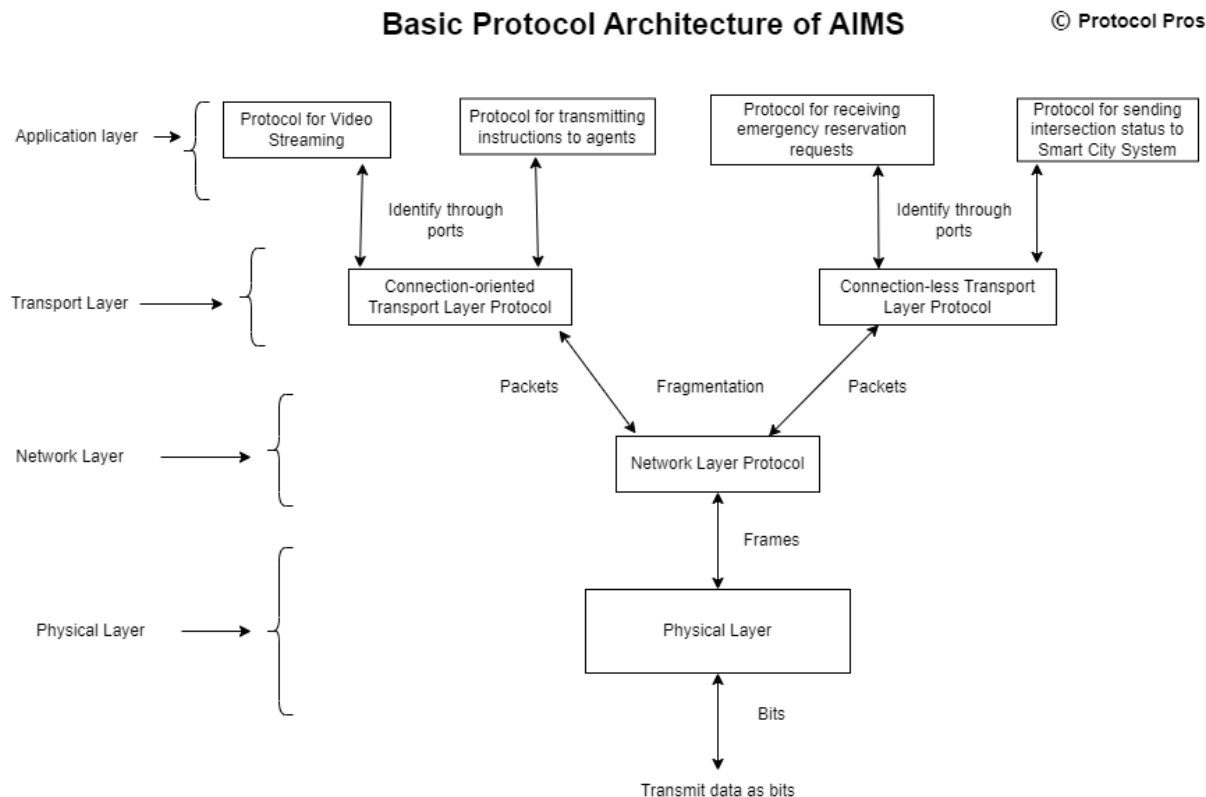 Basic Protocol Architecture of AIMS
© Protocol Pros
Application layer
Protocol for Video
Streaming
Protocol for transmitting
instructions to agents
Protocol for receiving
emergency reservation
requests
Protocol for sending
intersection status to
Smart City System
Identify through
ports
Identify through
ports
Transport Layer
Connection-oriented
Transport Layer Protocol
Connection-less Transport
Layer Protocol
Packets
Fragmentation
Packets
Network Layer
Network Layer Protocol
Frames
Physical Layer
Physical Layer
Bits
Transmit data as bits